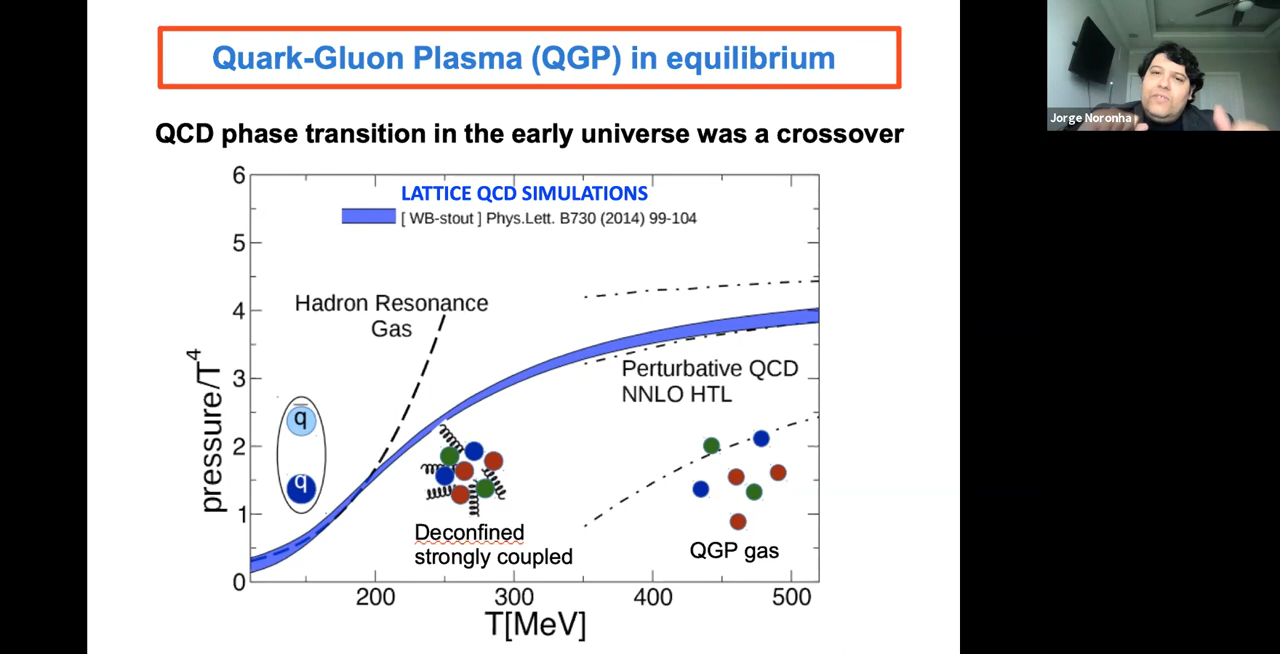 Quark-Gluon Plasma (QGP) in equilibrium
Jorge Noronha
QCD phase transition in the early universe was a crossover
6
LATTICE QCD SIMULATIONS
[ WB-stout ] Phys.Lett. B730 (2014) 99-104
5
Hadron Resonance
Gas
4
pressure/T⁴
3
Perturbative QCD
NNLO HTL
q̅
2
q
1
Deconfined
strongly coupled
QGP gas
0
200
300
400
500
T[MeV]